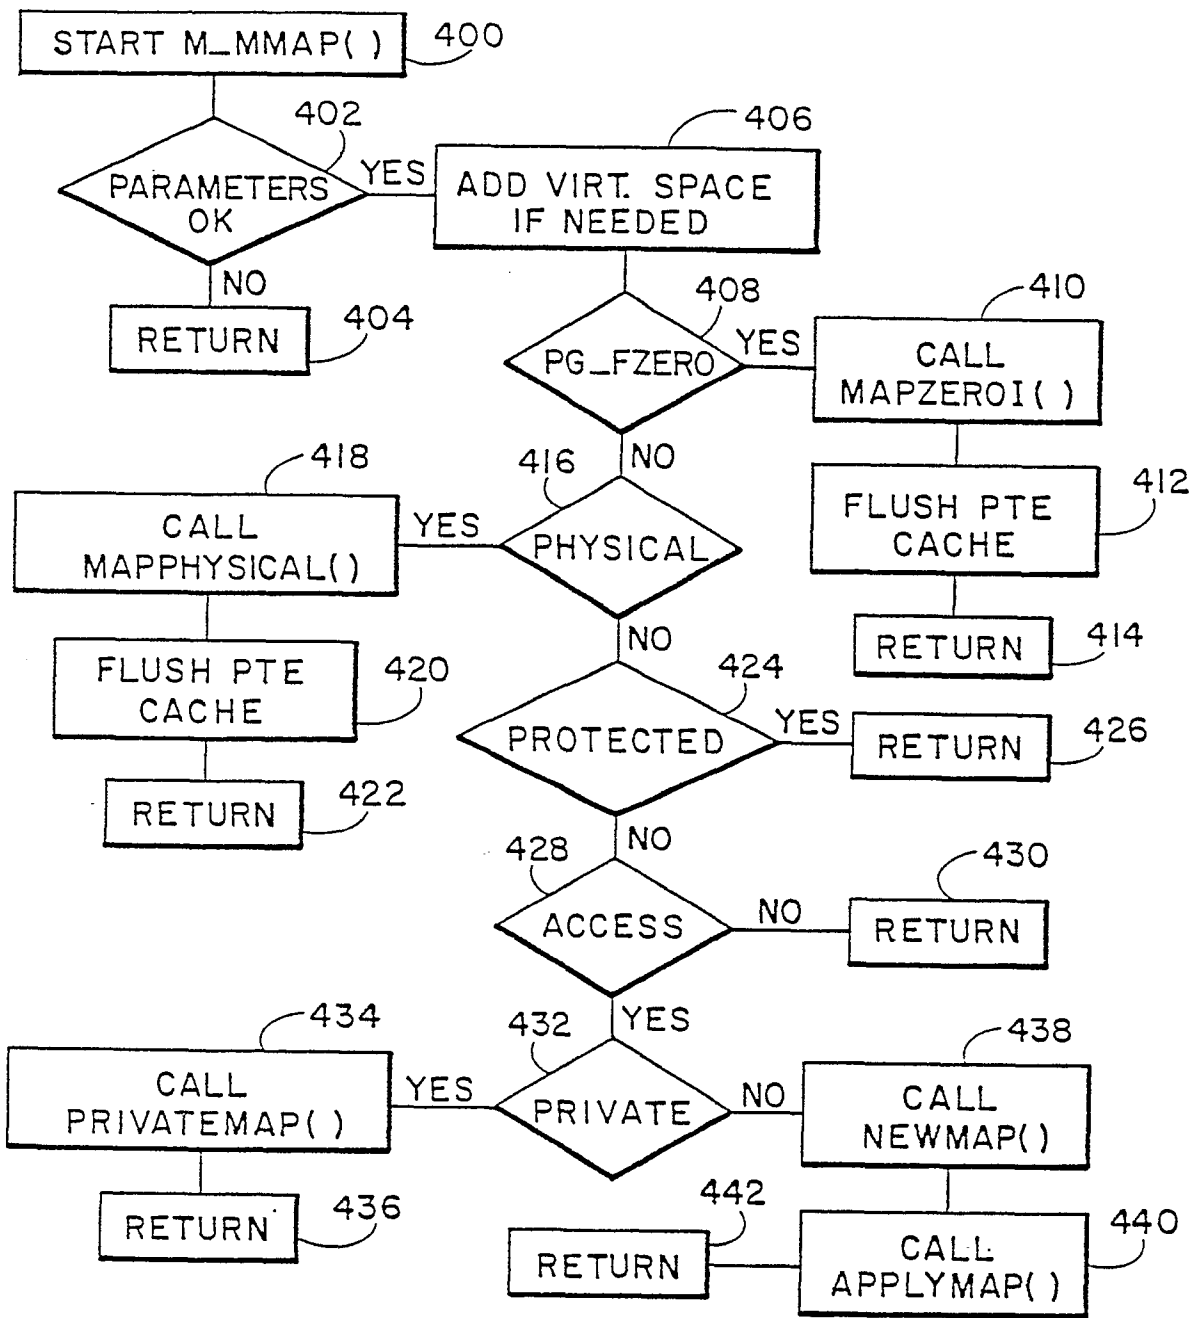 START M_MMAP( )
400
402
PARAMETERS
OK
YES
406
ADD VIRT. SPACE
IF NEEDED
NO
RETURN
404
408
PG_FZERO
YES
410
CALL
MAPZEROI( )
NO
FLUSH PTE
CACHE
412
RETURN
414
416
PHYSICAL
YES
418
CALL
MAPPHYSICAL( )
FLUSH PTE
CACHE
420
RETURN
422
NO
424
PROTECTED
YES
RETURN
426
NO
428
ACCESS
NO
430
RETURN
YES
432
PRIVATE
YES
434
CALL
PRIVATEMAP( )
RETURN
436
NO
438
CALL
NEWMAP( )
CALL
APPLYMAP( )
440
442
RETURN